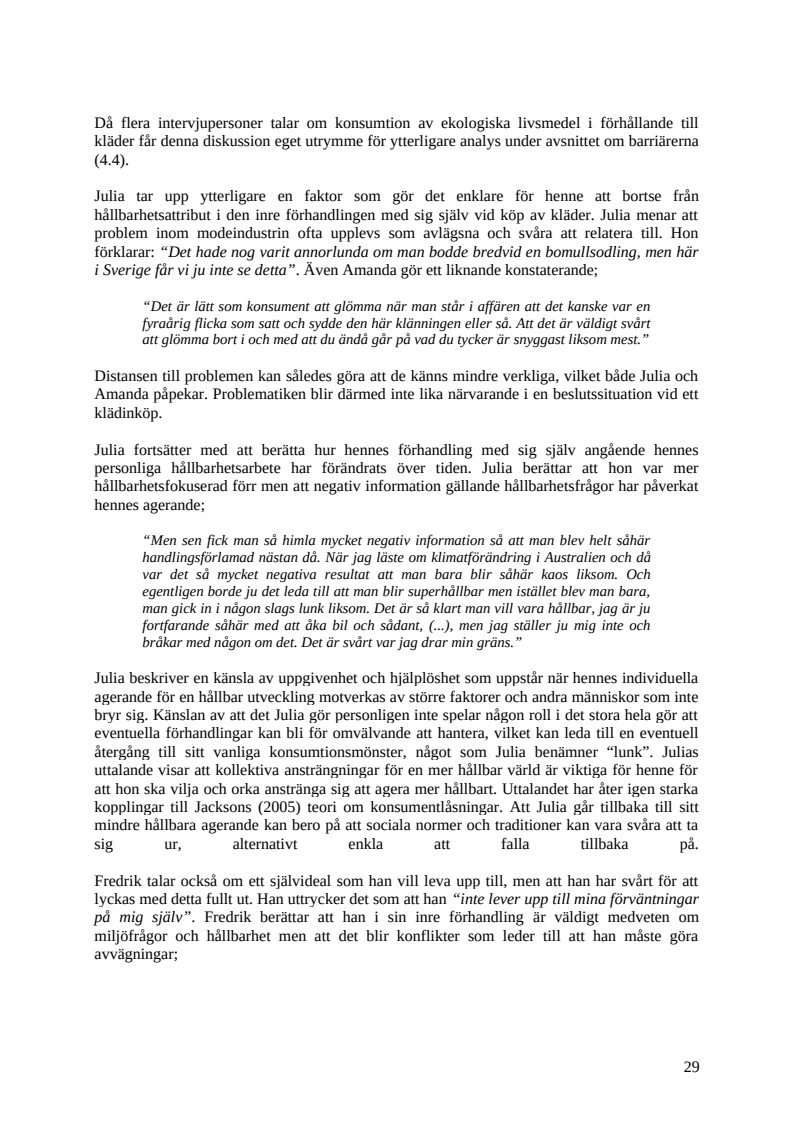 Då flera intervjupersoner talar om konsumtion av ekologiska livsmedel i förhållande till
kläder får denna diskussion eget utrymme för ytterligare analys under avsnittet om barriärerna
(4.4).
Julia tar upp ytterligare en faktor som gör det enklare för henne att bortse från
hållbarhetsattribut i den inre förhandlingen med sig själv vid köp av kläder. Julia menar att
problem inom modeindustrin ofta upplevs som avlägsna och svåra att relatera till. Hon
förklarar: “Det hade nog varit annorlunda om man bodde bredvid en bomullsodling, men här
i Sverige får vi ju inte se detta”. Även Amanda gör ett liknande konstaterande;
“Det är lätt som konsument att glömma när man står i affären att det kanske var en
fyraårig flicka som satt och sydde den här klänningen eller så. Att det är väldigt svårt
att glömma bort i och med att du ändå går på vad du tycker är snyggast liksom mest.”
Distansen till problemen kan således göra att de känns mindre verkliga, vilket både Julia och
Amanda påpekar. Problematiken blir därmed inte lika närvarande i en beslutssituation vid ett
klädinköp.
Julia fortsätter med att berätta hur hennes förhandling med sig själv angående hennes
personliga hållbarhetsarbete har förändrats över tiden. Julia berättar att hon var mer
hållbarhetsfokuserad förr men att negativ information gällande hållbarhetsfrågor har påverkat
hennes agerande;
“Men sen fick man så himla mycket negativ information så att man blev helt såhär
handlingsförlamad nästan då. När jag läste om klimatförändring i Australien och då
var det så mycket negativa resultat att man bara blir såhär kaos liksom. Och
egentligen borde ju det leda till att man blir superhållbar men istället blev man bara,
man gick in i någon slags lunk liksom. Det är så klart man vill vara hållbar, jag är ju
fortfarande såhär med att åka bil och sådant, (...), men jag ställer ju mig inte och
bråkar med någon om det. Det är svårt var jag drar min gräns.”
Julia beskriver en känsla av uppgivenhet och hjälplöshet som uppstår när hennes individuella
agerande för en hållbar utveckling motverkas av större faktorer och andra människor som inte
bryr sig. Känslan av att det Julia gör personligen inte spelar någon roll i det stora hela gör att
eventuella förhandlingar kan bli för omvälvande att hantera, vilket kan leda till en eventuell
återgång till sitt vanliga konsumtionsmönster, något som Julia benämner “lunk”. Julias
uttalande visar att kollektiva ansträngningar för en mer hållbar värld är viktiga för henne för
att hon ska vilja och orka anstränga sig att agera mer hållbart. Uttalandet har åter igen starka
kopplingar till Jacksons (2005) teori om konsumentlåsningar. Att Julia går tillbaka till sitt
mindre hållbara agerande kan bero på att sociala normer och traditioner kan vara svåra att ta
sig ur, alternativt enkla att falla tillbaka på.
Fredrik talar också om ett självideal som han vill leva upp till, men att han har svårt för att
lyckas med detta fullt ut. Han uttrycker det som att han “inte lever upp till mina förväntningar
på mig själv”. Fredrik berättar att han i sin inre förhandling är väldigt medveten om
miljöfrågor och hållbarhet men att det blir konflikter som leder till att han måste göra
avvägningar;
29